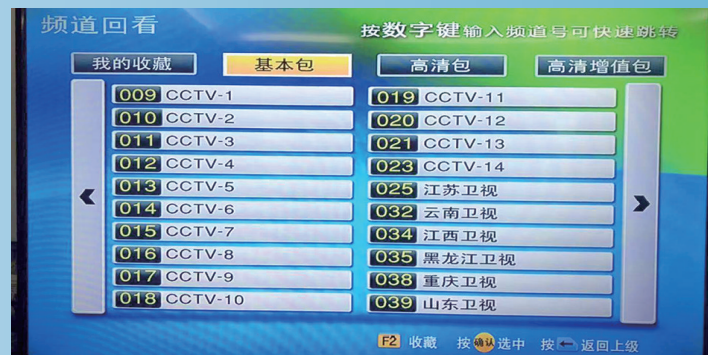 频道回看
按数字键输入频道号可快速跳转
我的收藏 基本包 高清包 高清增值包
009 CCTV-1
010 CCTV-2
011 CCTV-3
012 CCTV-4
013 CCTV-5
014 CCTV-6
015 CCTV-7
016 CCTV-8
017 CCTV-9
018 CCTV-10
019 CCTV-11
020 CCTV-12
021 CCTV-13
023 CCTV-14
025 江苏卫视
032 云南卫视
034 江西卫视
035 黑龙江卫视
038 重庆卫视
039 山东卫视
F2 收藏 按确认选中 按←返回上级